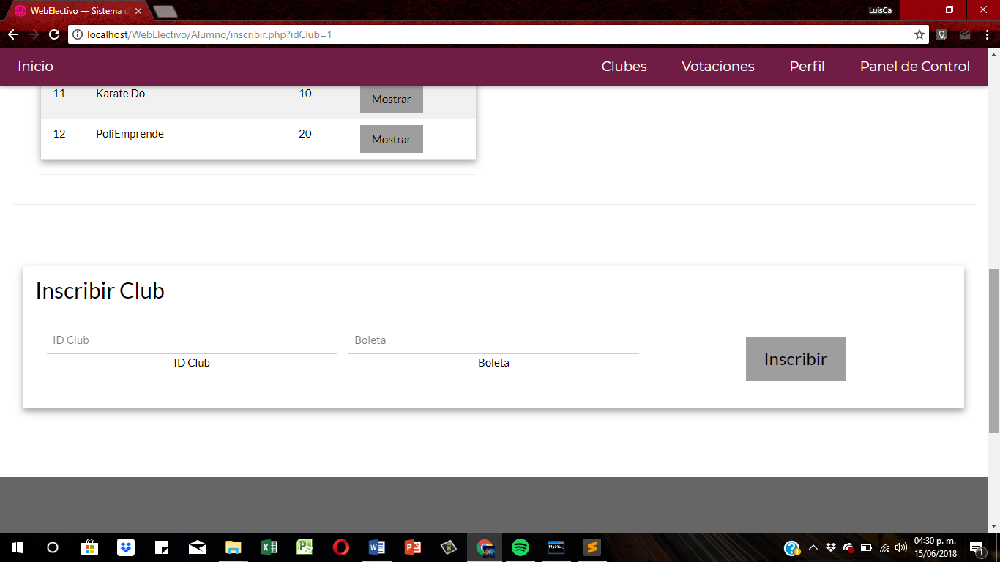 WebElectivo — Sistema d
LuisCa
localhost/WebElectivo/Alumno/inscribir.php?idClub=1
Inicio Clubes Votaciones Perfil Panel de Control
11 Karate Do 10 Mostrar
12 PoliEmprende 20 Mostrar
Inscribir Club
ID Club Boleta
ID Club Boleta
Inscribir
04:30 p. m.
15/06/2018
1